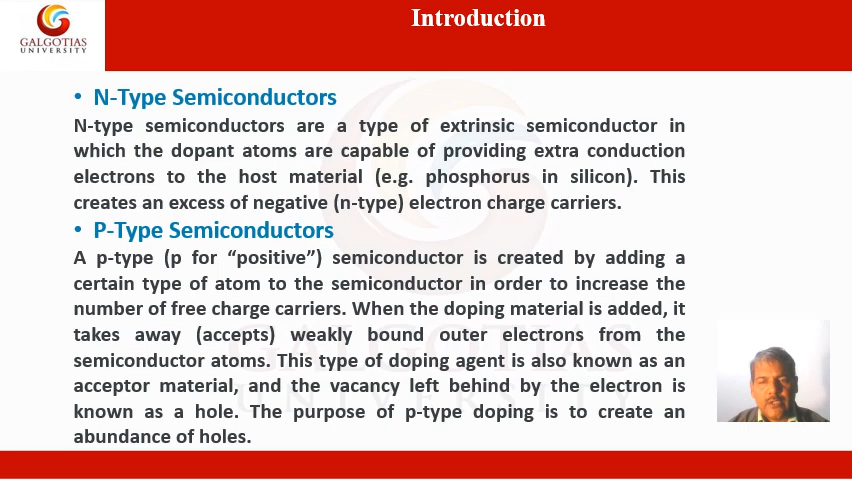 GALGOTIAS
UNIVERSITY
Introduction
• N-Type Semiconductors
N-type semiconductors are a type of extrinsic semiconductor in
which the dopant atoms are capable of providing extra conduction
electrons to the host material (e.g. phosphorus in silicon). This
creates an excess of negative (n-type) electron charge carriers.
• P-Type Semiconductors
A p-type (p for “positive”) semiconductor is created by adding a
certain type of atom to the semiconductor in order to increase the
number of free charge carriers. When the doping material is added, it
takes away (accepts) weakly bound outer electrons from the
semiconductor atoms. This type of doping agent is also known as an
acceptor material, and the vacancy left behind by the electron is
known as a hole. The purpose of p-type doping is to create an
abundance of holes.
GALGOTIAS
UNIVERSITY